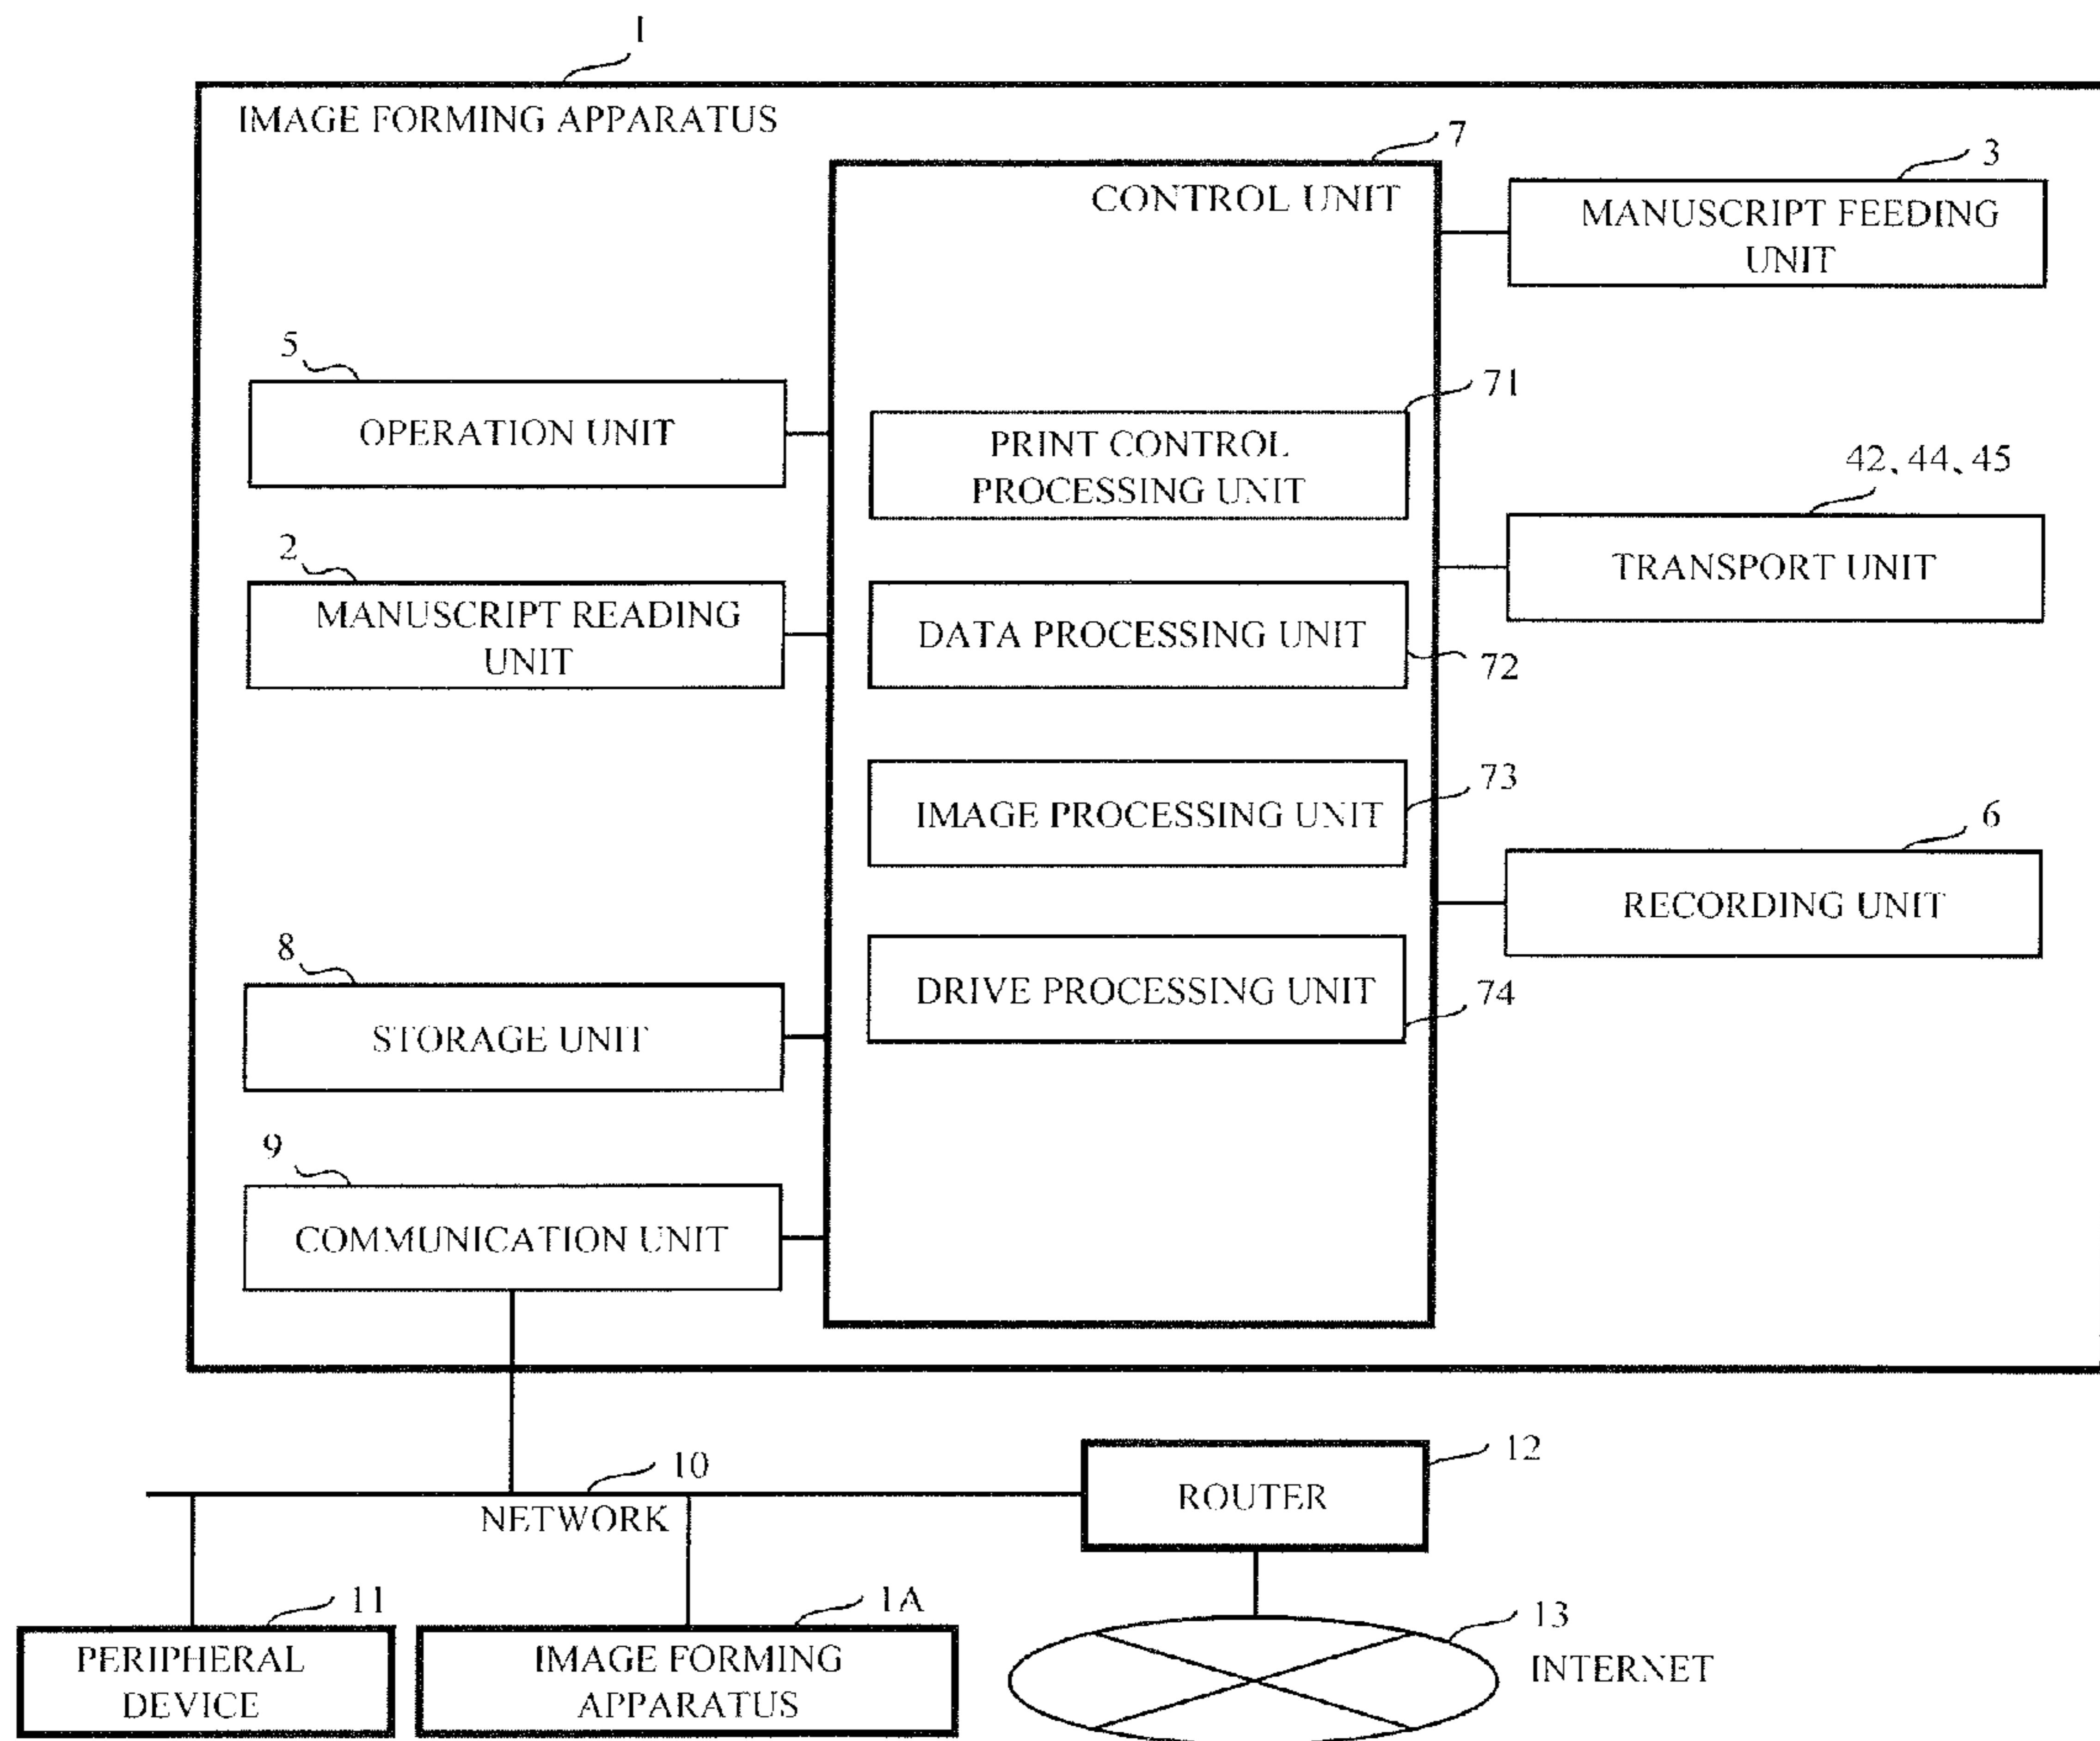 1
IMAGE FORMING APPARATUS
7
CONTROL UNIT
3
MANUSCRIPT FEEDING
UNIT
5
OPERATION UNIT
71
PRINT CONTROL
PROCESSING UNIT
42、44、45
TRANSPORT UNIT
2
MANUSCRIPT READING
UNIT
DATA PROCESSING UNIT
72
73
IMAGE PROCESSING UNIT
6
RECORDING UNIT
8
STORAGE UNIT
DRIVE PROCESSING UNIT
74
9
COMMUNICATION UNIT
10
NETWORK
12
ROUTER
11
PERIPHERAL
DEVICE
1A
IMAGE FORMING
APPARATUS
13
INTERNET